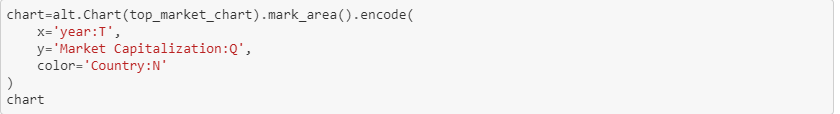 chart=alt.Chart(top_market_chart).mark_area().encode(
    x='year:T',
    y='Market Capitalization:Q',
    color='Country:N'
)
chart